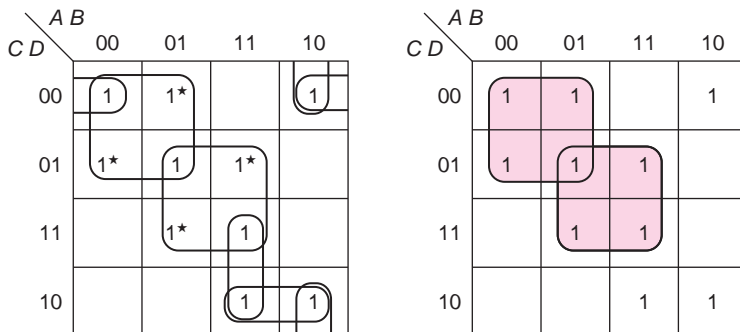 A B A B
C D 00 01 11 10 C D 00 01 11 10
00 1 1★ 1 00 1 1 1
01 1★ 1 1★ 01 1 1 1
11 1★ 1 11 1 1
10 1 1 10 1 1